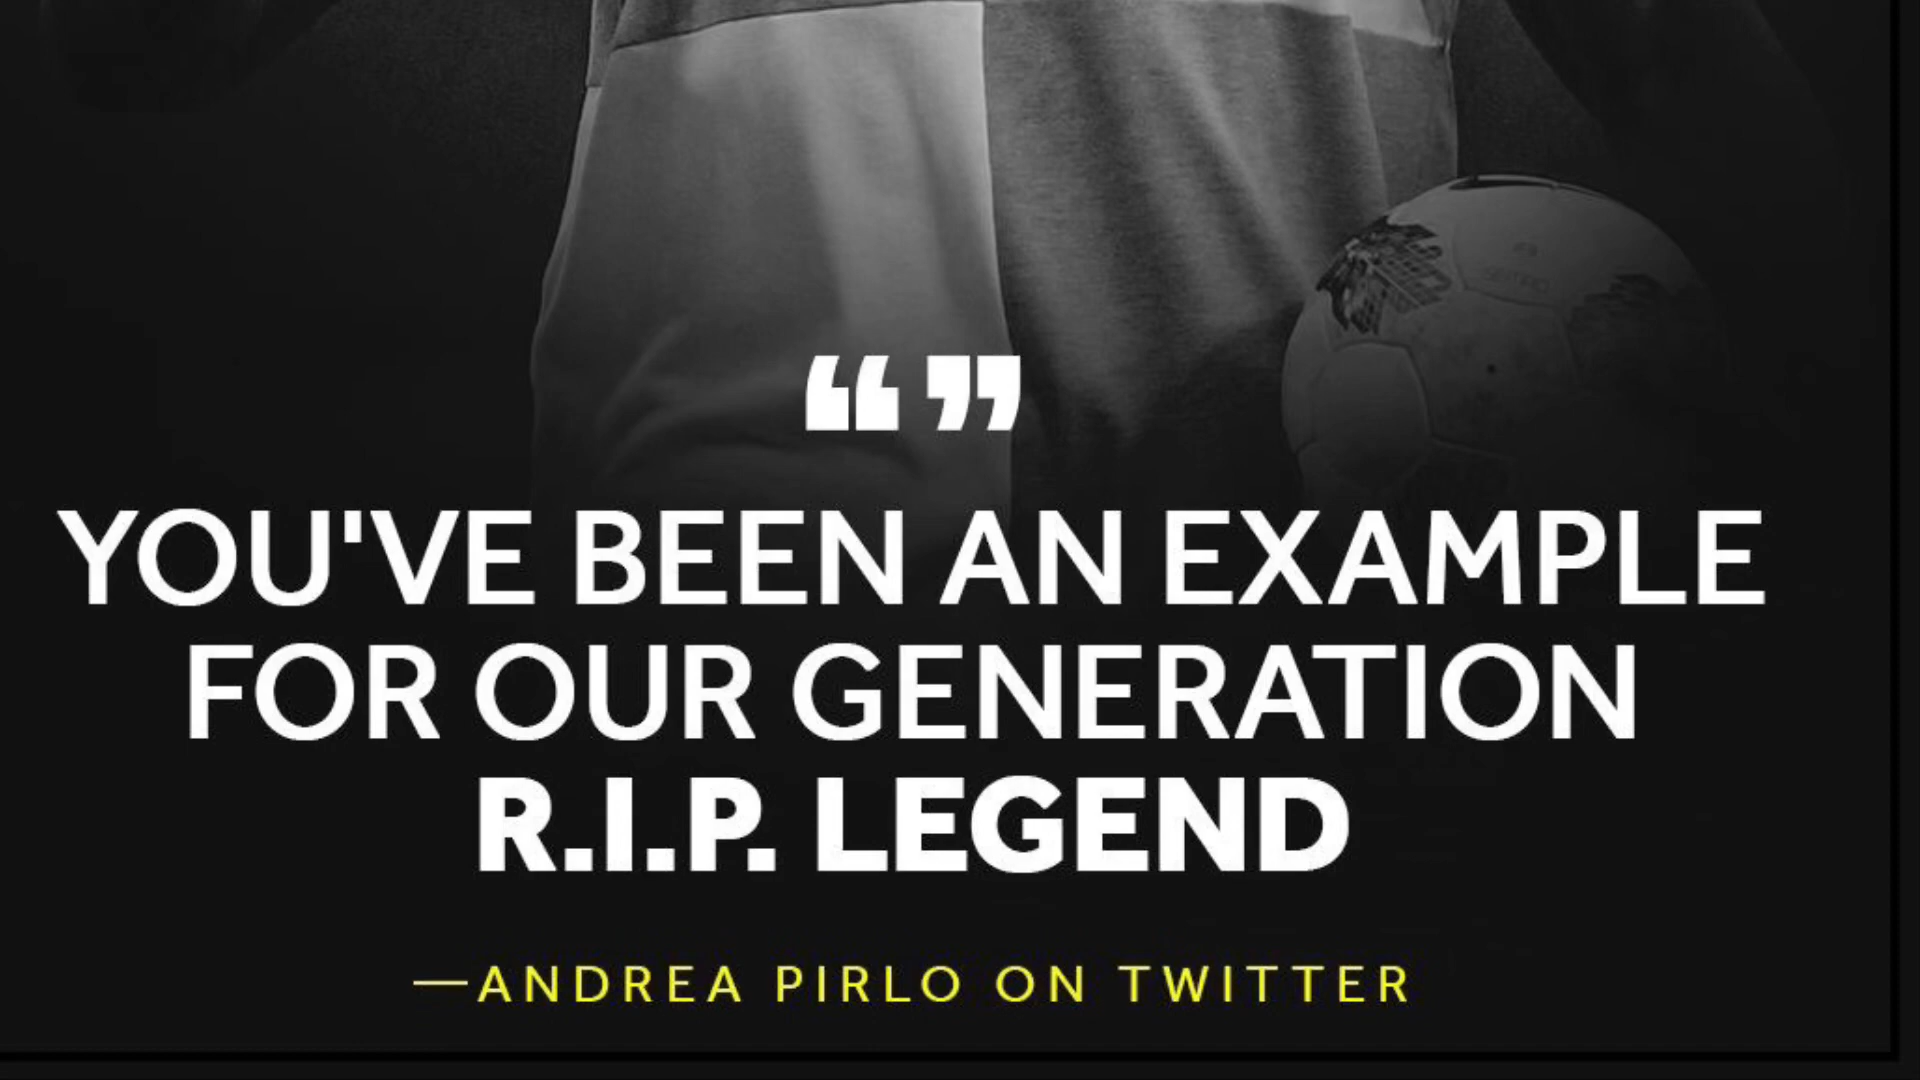 “”
YOU'VE BEEN AN EXAMPLE
FOR OUR GENERATION
R.I.P. LEGEND
—ANDREA PIRLO ON TWITTER